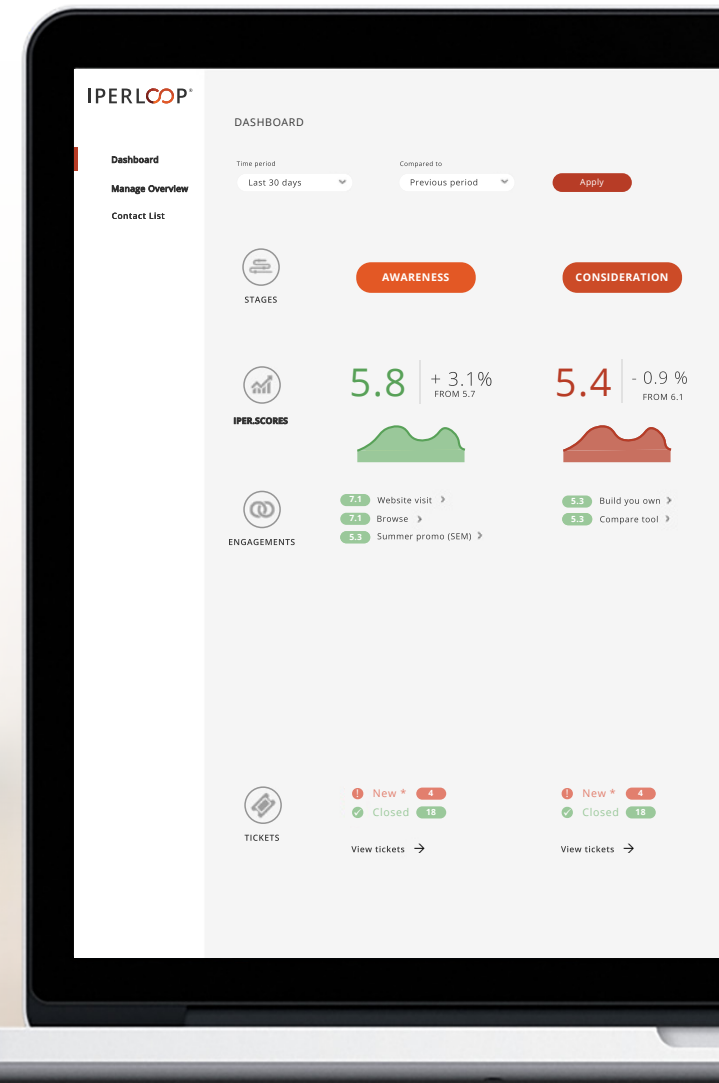 IPERLOOP®
DASHBOARD
Dashboard
Manage Overview
Contact List
Time period
Compared to
Last 30 days
Previous period
Apply
STAGES
AWARENESS
CONSIDERATION
IPER.SCORES
5.8
+ 3.1%
FROM 5.7
5.4
- 0.9 %
FROM 6.1
ENGAGEMENTS
7.1 Website visit
7.1 Browse
5.3 Summer promo (SEM)
5.3 Build you own
5.3 Compare tool
TICKETS
New * 4
Closed 18
View tickets
New * 4
Closed 18
View tickets